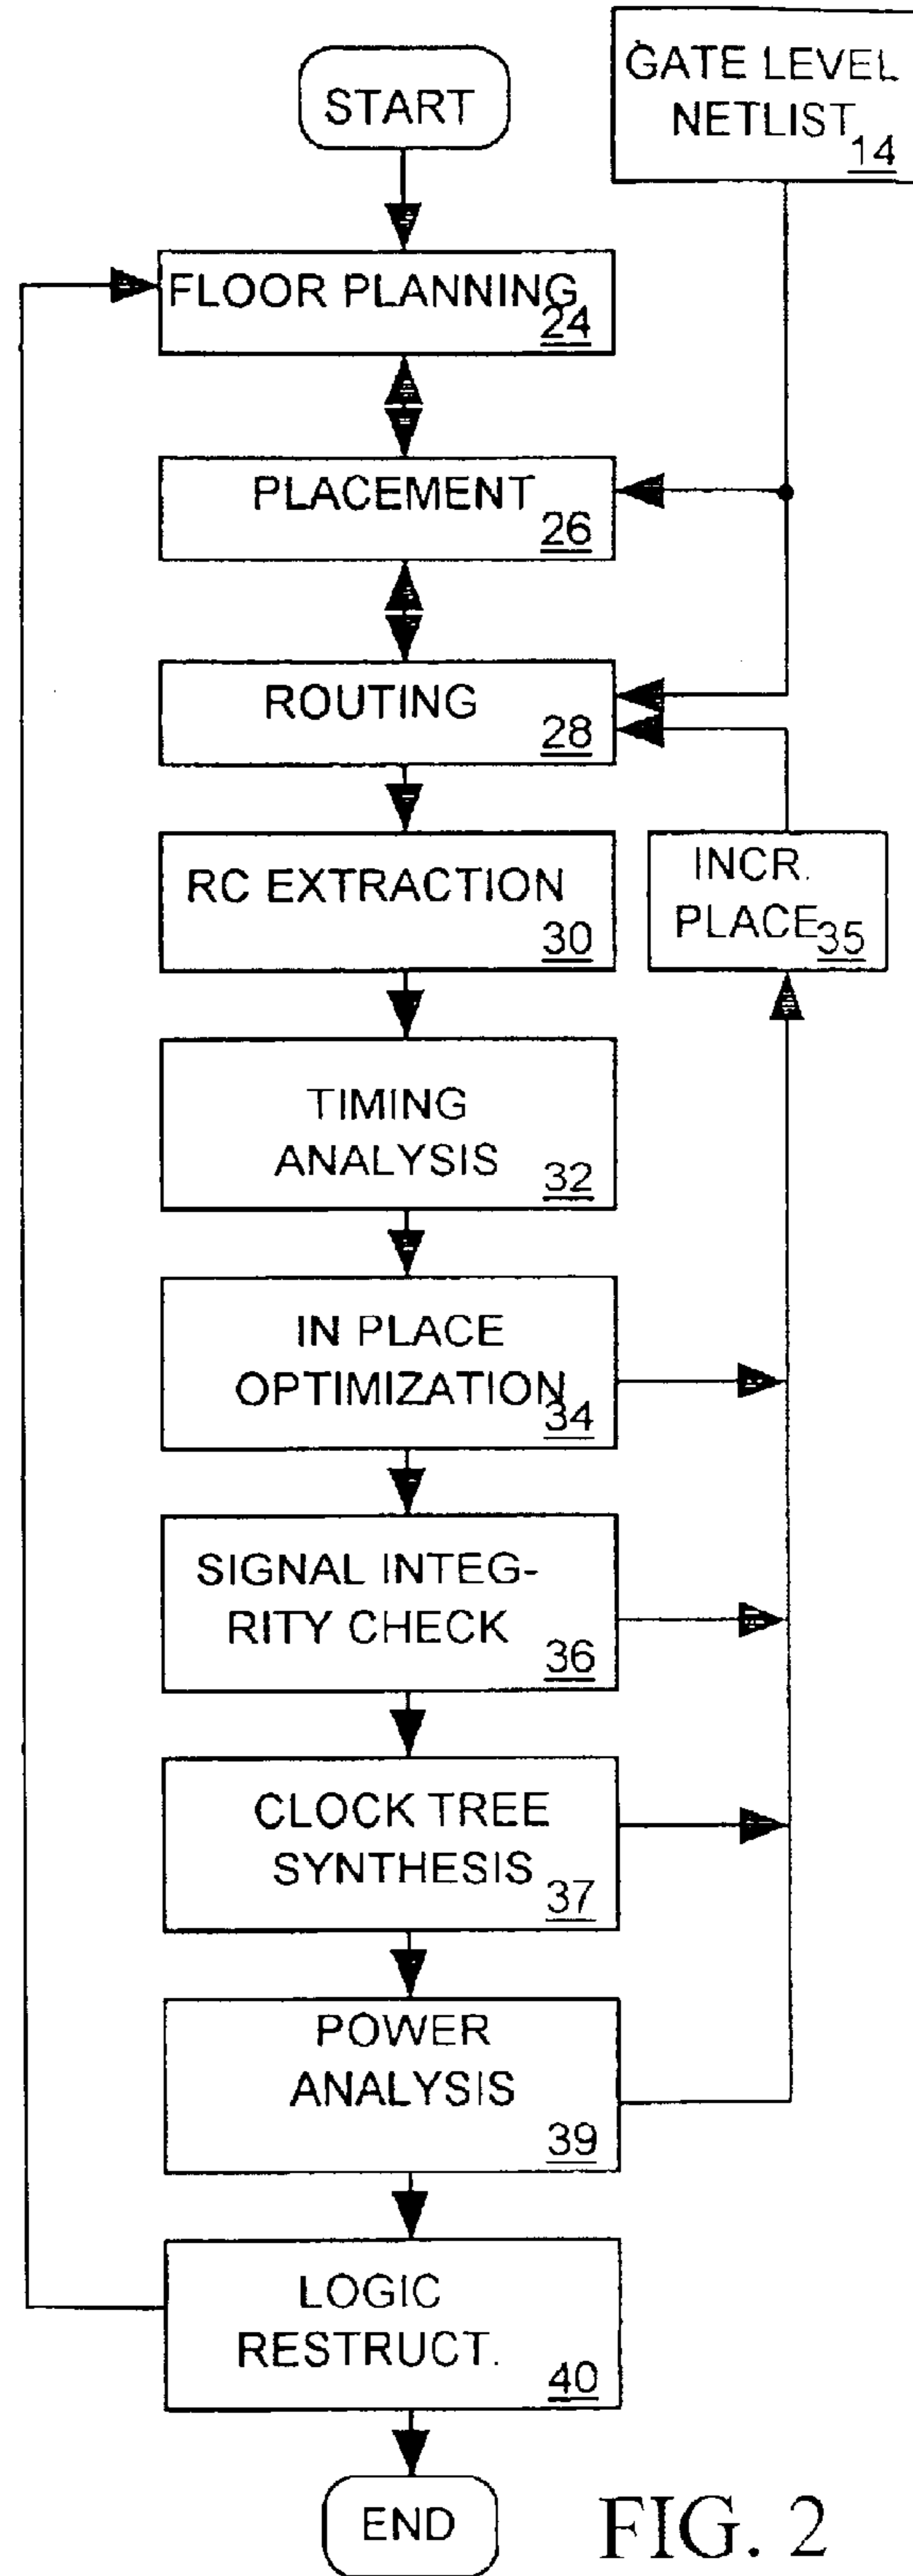 START
GATE LEVEL
NETLIST
14
FLOOR PLANNING
24
PLACEMENT
26
ROUTING
28
RC EXTRACTION
30
INCR.
PLACE
35
TIMING
ANALYSIS
32
IN PLACE
OPTIMIZATION
34
SIGNAL INTEG-
RITY CHECK
36
CLOCK TREE
SYNTHESIS
37
POWER
ANALYSIS
39
LOGIC
RESTRUCT.
40
END
FIG. 2